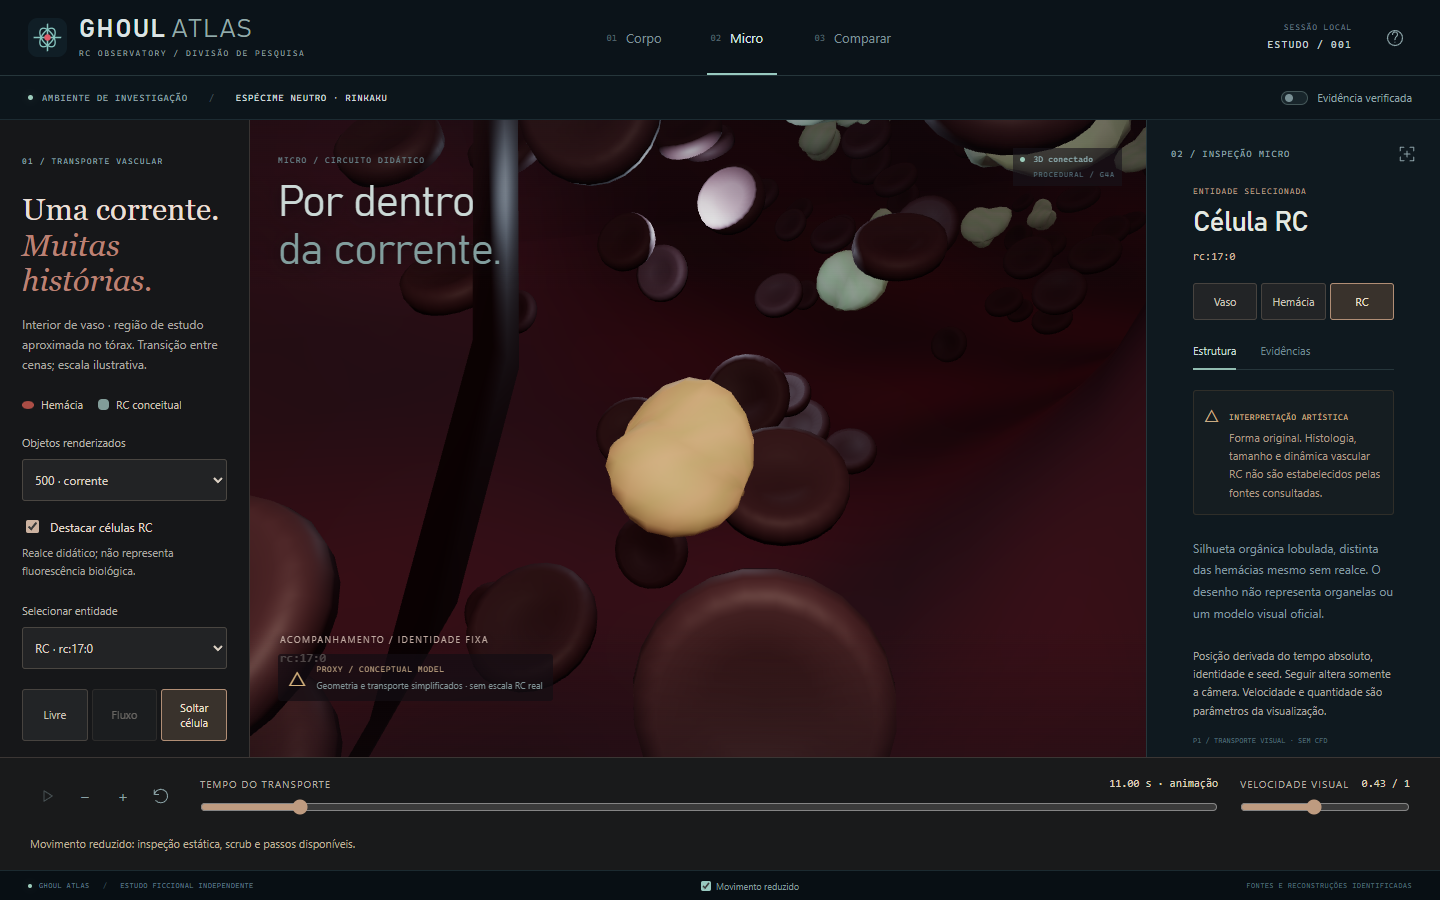 GHOUL ATLAS
RC OBSERVATORY / DIVISÃO DE PESQUISA
01 Corpo
02 Micro
03 Comparar
SESSÃO LOCAL
ESTUDO / 001
AMBIENTE DE INVESTIGAÇÃO / ESPÉCIME NEUTRO · RINKAKU
Evidência verificada
01 / TRANSPORTE VASCULAR
Uma corrente.
Muitas
histórias.
Interior de vaso · região de estudo
aproximada no tórax. Transição entre
cenas; escala ilustrativa.
Hemácia
RC conceitual
Objetos renderizados
500 · corrente
Destacar células RC
Realce didático; não representa
fluorescência biológica.
Selecionar entidade
RC · rc:17:0
Livre
Fluxo
Soltar
célula
MICRO / CIRCUITO DIDÁTICO
Por dentro
da corrente.
3D conectado
PROCEDURAL / G4A
ACOMPANHAMENTO / IDENTIDADE FIXA
rc:17:0
PROXY / CONCEPTUAL MODEL
Geometria e transporte simplificados · sem escala RC real
02 / INSPEÇÃO MICRO
ENTIDADE SELECIONADA
Célula RC
rc:17:0
Vaso
Hemácia
RC
Estrutura
Evidências
INTERPRETAÇÃO ARTÍSTICA
Forma original. Histologia,
tamanho e dinâmica vascular
RC não são estabelecidos pelas
fontes consultadas.
Silhueta orgânica lobulada, distinta
das hemácias mesmo sem realce. O
desenho não representa organelas ou
um modelo visual oficial.
Posição derivada do tempo absoluto,
identidade e seed. Seguir altera somente
a câmera. Velocidade e quantidade são
parâmetros da visualização.
P1 / TRANSPORTE VISUAL · SEM CFD
TEMPO DO TRANSPORTE
11.00 s · animação
VELOCIDADE VISUAL
0.43 / 1
Movimento reduzido: inspeção estática, scrub e passos disponíveis.
GHOUL ATLAS / ESTUDO FICCIONAL INDEPENDENTE
Movimento reduzido
FONTES E RECONSTRUÇÕES IDENTIFICADAS